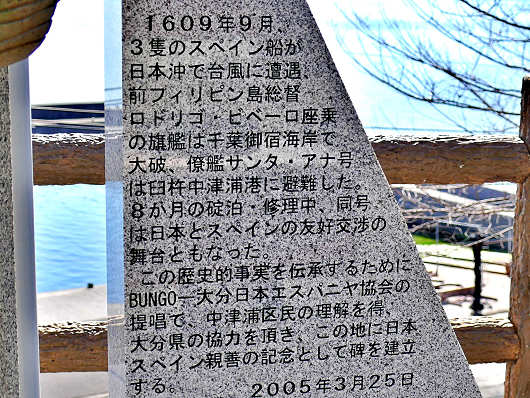 1609年9月、
3隻のスペイン船が
日本沖で台風に遭遇、
前フィリピン島総督
ロドリゴ・ビベーロ座乗
の旗艦は千葉御宿海岸で
大破、僚艦サンタ・アナ号
は臼杵中津浦港に避難した。
8か月の碇泊・修理中、同号
は日本とスペインの友好交渉の
舞台ともなった。
この歴史的事実を伝承するために
BUNGO―大分日本エスパニヤ協会の
提唱で、中津浦区民の理解を得、
大分県の協力を頂き、この地に日本
スペイン親善の記念として碑を建立
する。 2005年3月25日